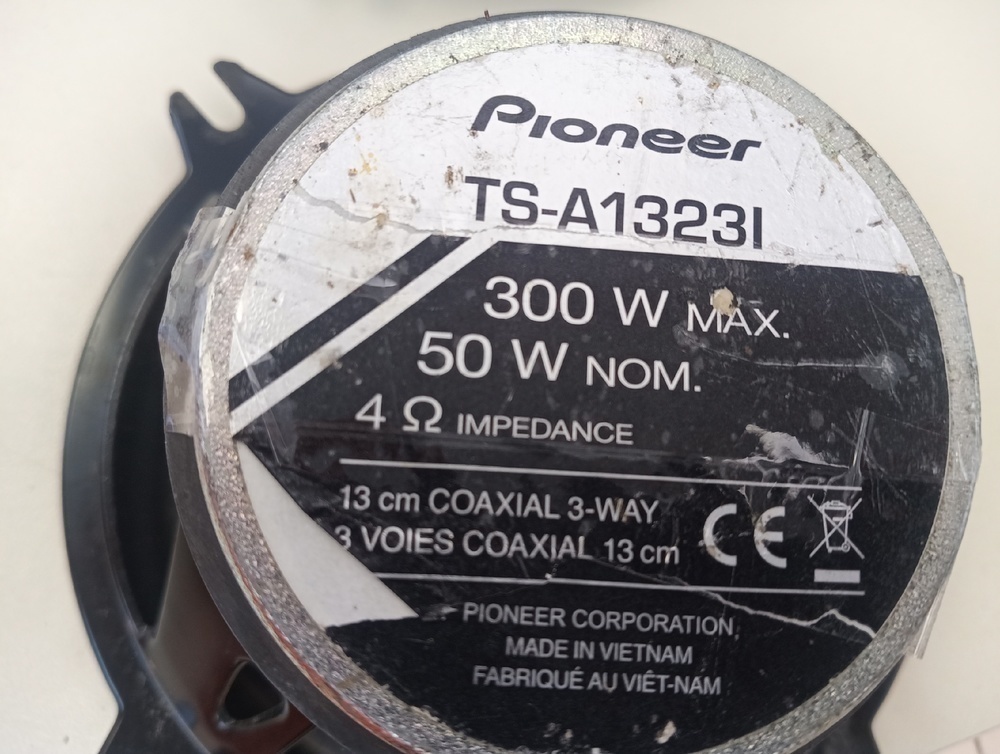 Pioneer
TS-A1323I
300 W MAX.
50 W NOM.
4 Ω IMPEDANCE
13 cm COAXIAL 3-WAY
3 VOIES COAXIAL 13 cm
CE
PIONEER CORPORATION
MADE IN VIETNAM
FABRIQUÉ AU VIÊT-NAM